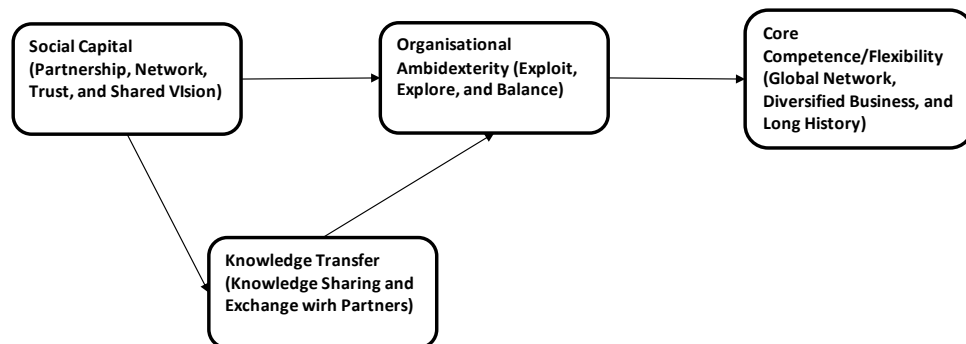 Social Capital
(Partnership, Network,
Trust, and Shared VIsion)
Organisational
Ambidexterity (Exploit,
Explore, and Balance)
Core
Competence/Flexibility
(Global Network,
Diversified Business, and
Long History)
Knowledge Transfer
(Knowledge Sharing and
Exchange wirh Partners)